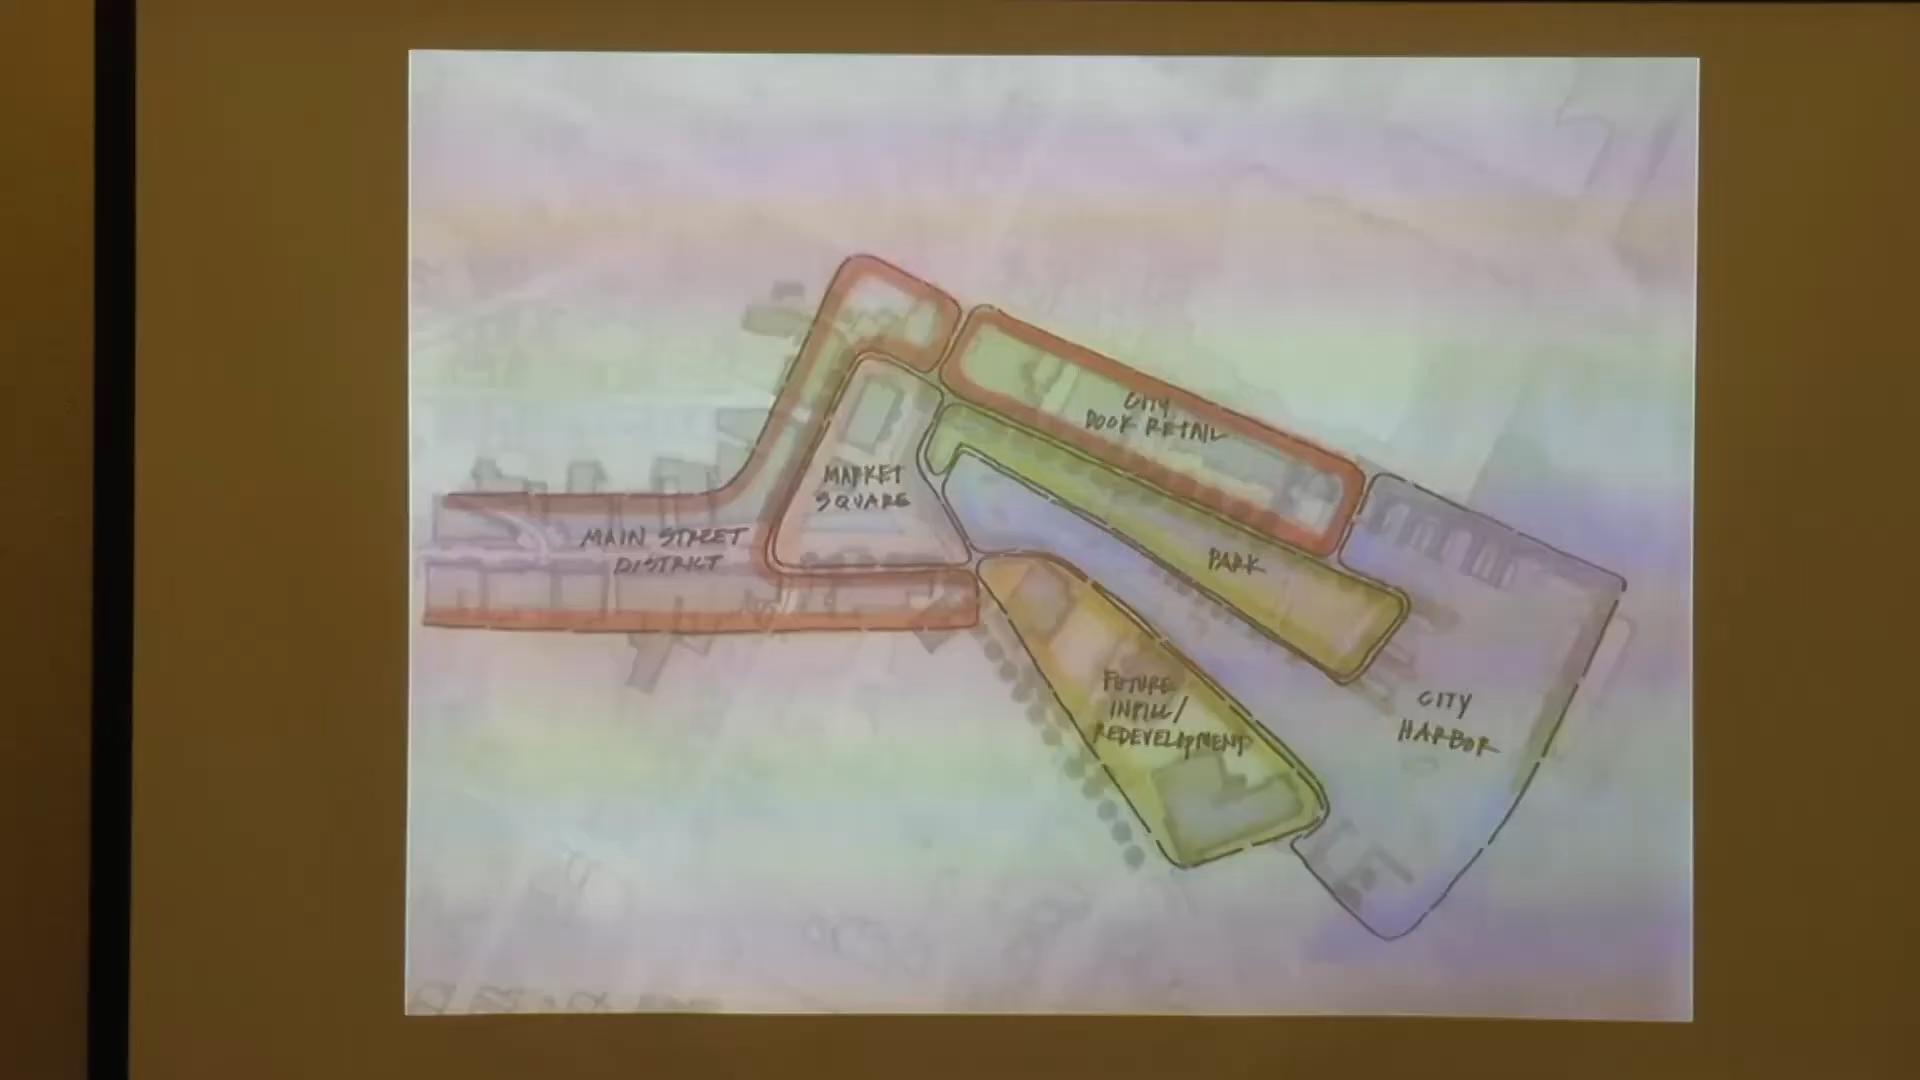 CITY
DOCK RETAIL
MARKET
SQUARE
MAIN STREET
DISTRICT
PARK
FUTURE
INFILL/
REDEVELOPMENT
CITY
HARBOR